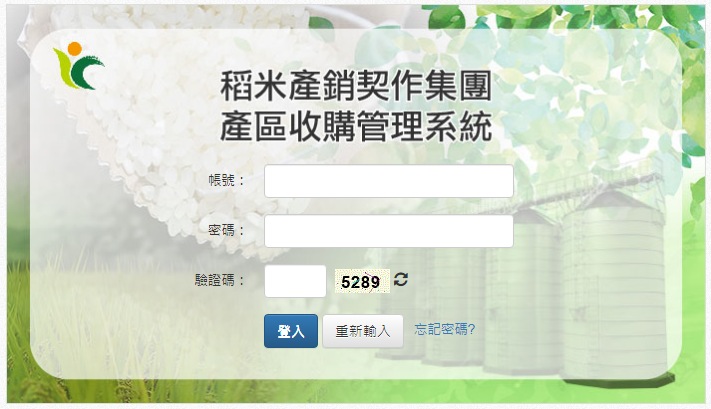 稻米產銷契作集團
產區收購管理系統
帳號：
密碼：
驗證碼： 5289
登入 重新輸入 忘記密碼?